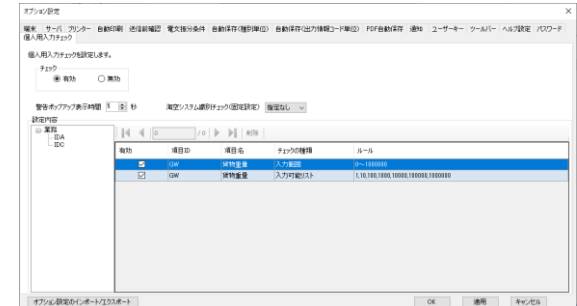 オプション設定
端末 サーバ プリンター 自動印刷 送信前確認 電文振分条件 自動保存(種別単位) 自動保存(出力情報コード単位) PDF自動保存 通知 ユーザーキー ツールバー ヘルプ設定 パスワード
個人用入力チェック
個人用入力チェックを設定します。
チェック
有効 無効
警告ポップアップ表示時間 5 秒 海空システム識別チェック(固定設定) 指定なし
設定内容
業務
IDA
IDC
0 / 0 削除
有効 項目ID 項目名 チェックの種類 ルール
GW 貨物重量 入力範囲 0~1000000
GW 貨物重量 入力可能リスト 1,10,100,1000,10000,100000,1000000
オプション設定のインポート/エクスポート OK 適用 キャンセル